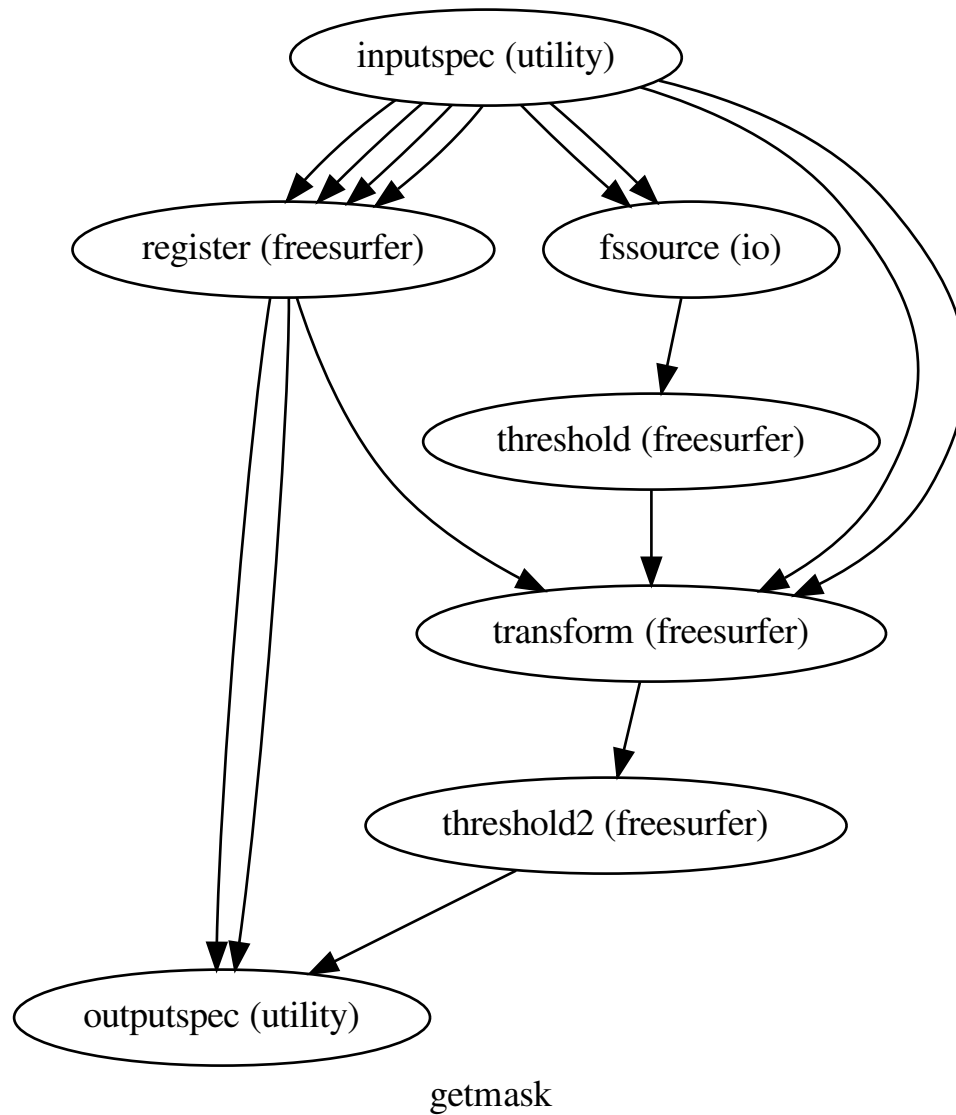 inputspec (utility)
register (freesurfer)
fssource (io)
threshold (freesurfer)
transform (freesurfer)
threshold2 (freesurfer)
outputspec (utility)
getmask